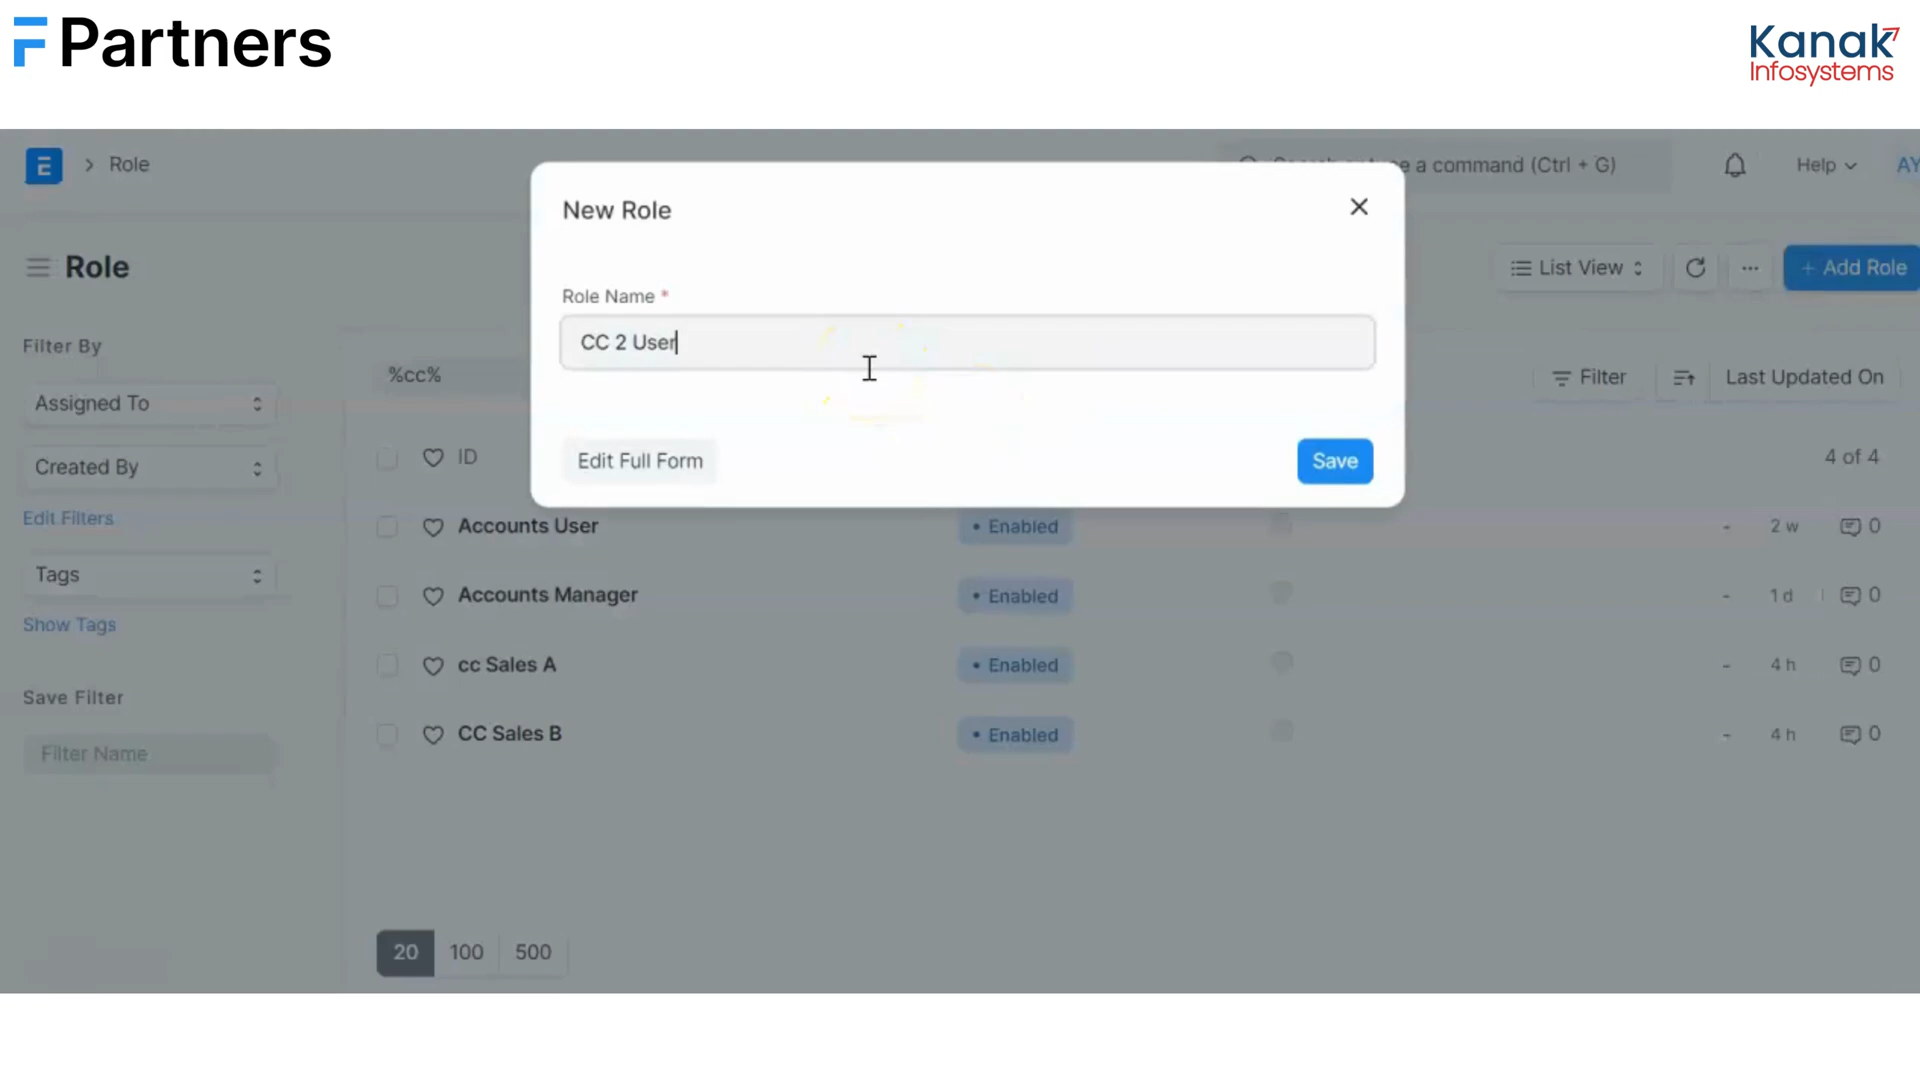 Partners
Kanak
Infosystems
Role
e a command (Ctrl + G)
Help
AY
New Role
Role
List View
+ Add Role
Role Name *
CC 2 User
Filter By
%cc%
Filter
Last Updated On
Assigned To
Created By
ID
4 of 4
Edit Full Form
Save
Edit Filters
Accounts User
Enabled
- 2 w
0
Tags
Accounts Manager
Enabled
- 1 d
0
Show Tags
cc Sales A
Enabled
- 4 h
0
Save Filter
CC Sales B
Enabled
- 4 h
0
Filter Name
20 100 500